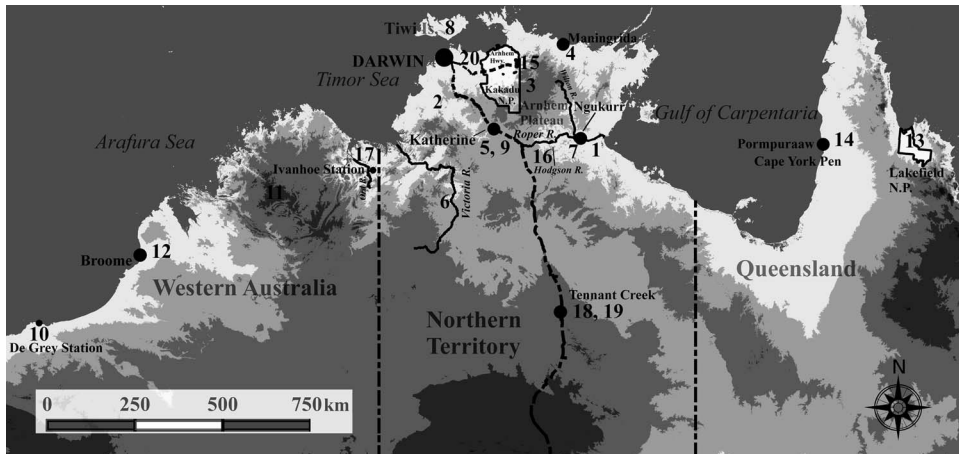 Tiwi Is. 8
Maningrida
4
DARWIN
20
Arnhem
Hwy.
15
Timor Sea
Kakadu
N.P.
3
2
Arnhem
Plateau
Ngukurr
Gulf of Carpentaria
Katherine
Roper R.
5, 9
7
1
16
Hodgson R.
Arafura Sea
Pormpuraaw
14
Cape York Pen
13
Lakefield
N.P.
17
Ivanhoe Station
11
6
Victoria R.
Broome
12
Western Australia
Queensland
Tennant Creek
18, 19
Northern
Territory
10
De Grey Station
N
0 250 500 750 km